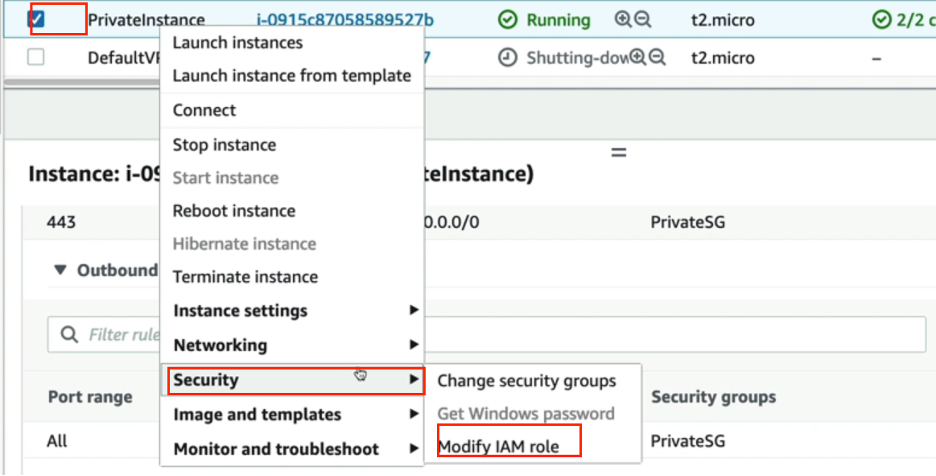 PrivateInstance i-0915c87058589527b Running t2.micro 2/2 c
DefaultVP 7 Shutting-dow t2.micro –
Launch instances
Launch instance from template
Connect
Stop instance
Start instance
Reboot instance
Hibernate instance
Terminate instance
Instance settings
Networking
Security
Image and templates
Monitor and troubleshoot
Change security groups
Get Windows password
Modify IAM role
Instance: i-09 teInstance)
443 0.0.0/0 PrivateSG
Outbound
Filter rule
Port range Security groups
All PrivateSG